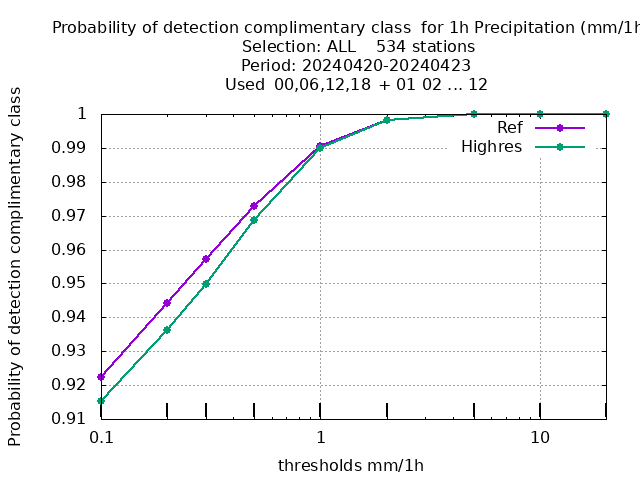 Probability of detection complimentary class  for 1h Precipitation (mm/1h
Selection: ALL    534 stations
Period: 20240420-20240423
Used  00,06,12,18 + 01 02 ... 12
Probability of detection complimentary class
1
0.99
0.98
0.97
0.96
0.95
0.94
0.93
0.92
0.91
Ref
Highres
0.1
1
10
thresholds mm/1h